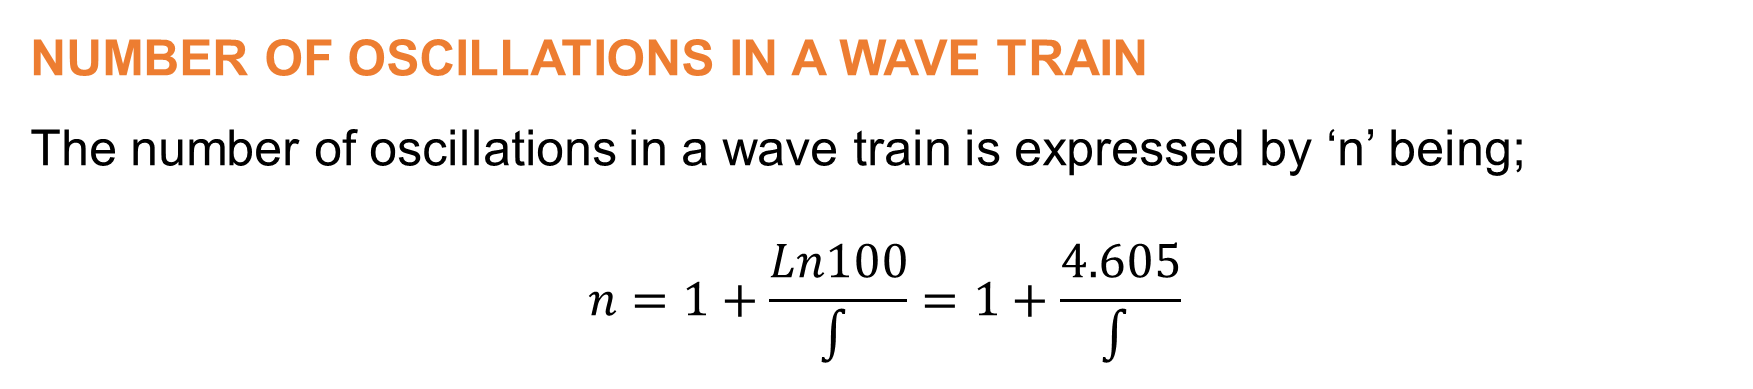 NUMBER OF OSCILLATIONS IN A WAVE TRAIN
The number of oscillations in a wave train is expressed by ‘n’ being;
n = 1 + Ln100/∫ = 1 + 4.605/∫